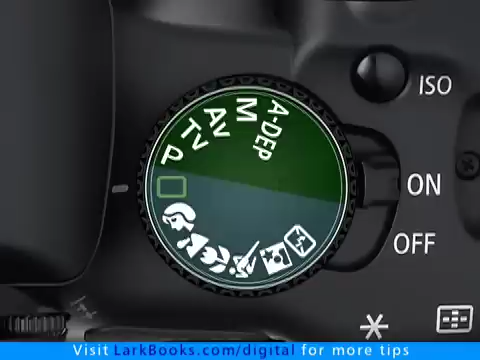 A-DEP
M
Av
Tv
P
ISO
ON
OFF
Visit LarkBooks.com/digital for more tips